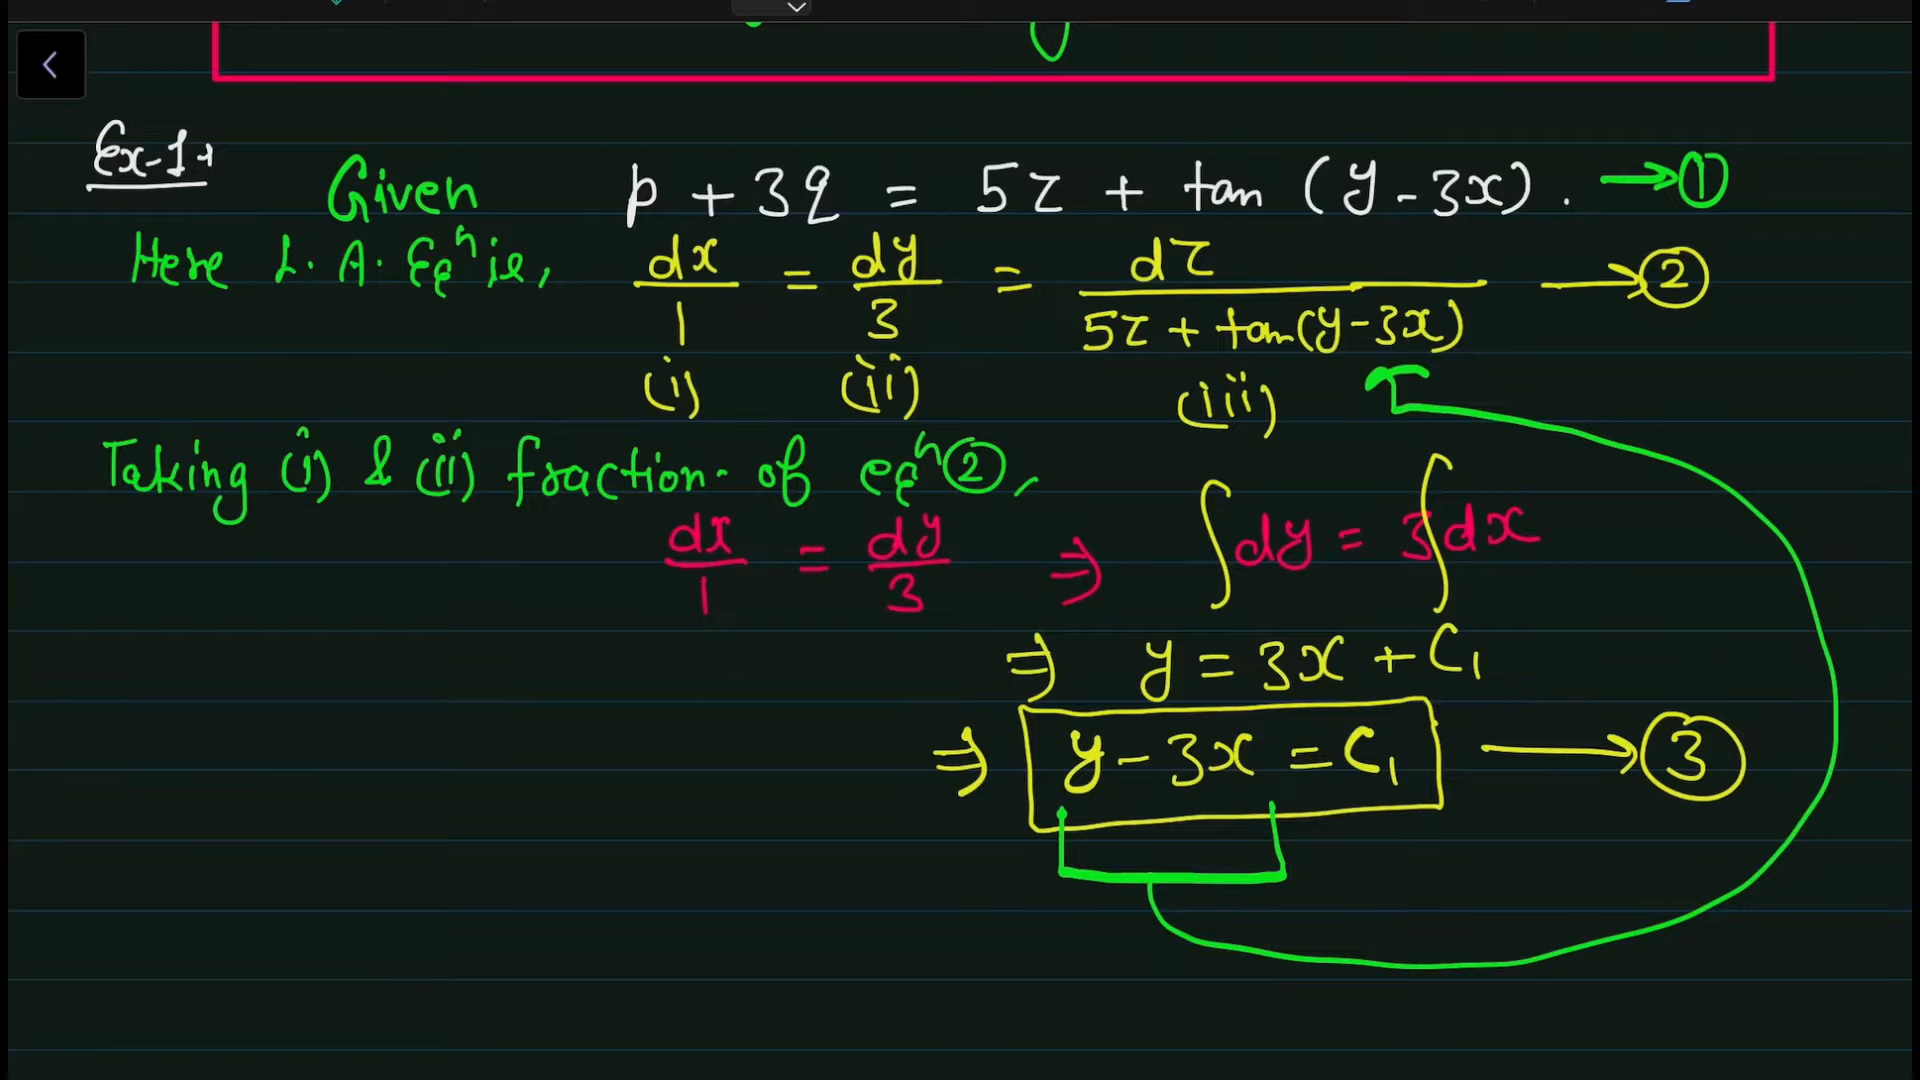 Ex-1.
Given p + 3q = 5z + tan (y - 3x). → ①
Here L. A. Eqⁿ is, dx/1 = dy/3 = dz/(5z + tan(y-3x)) → ②
(i) (ii) (iii)
Taking (i) & (ii) fraction of eqⁿ ②,
dx/1 = dy/3 ⇒ ∫dy = 3∫dx
⇒ y = 3x + C₁
⇒ y - 3x = C₁ → ③